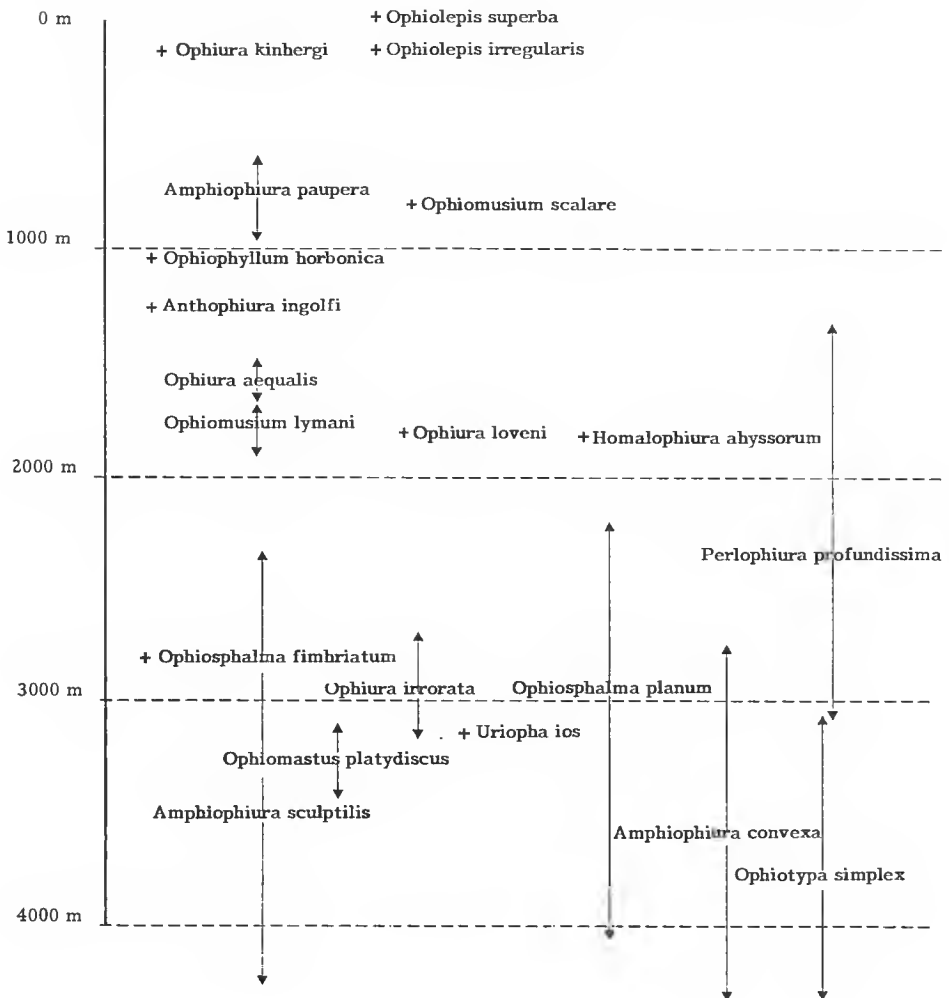 0 m
+ Ophiolepis superba
+ Ophiura kinhergi
+ Ophiolepis irregularis
Amphiophiura paupera
+ Ophiomusium scalare
1000 m
+ Ophiophyllum horbonica
+ Anthophiura ingolfi
Ophiura aequalis
Ophiomusium lymani
+ Ophiura loveni
+ Homalophiura abyssorum
2000 m
Perlophiura profundissima
+ Ophiosphalma fimbriatum
3000 m
Ophiura irrorata
Ophiosphalma planum
+ Uriopha ios
Ophiomastus platydiscus
Amphiophiura sculptilis
Amphiophiura convexa
Ophiotypa simplex
4000 m